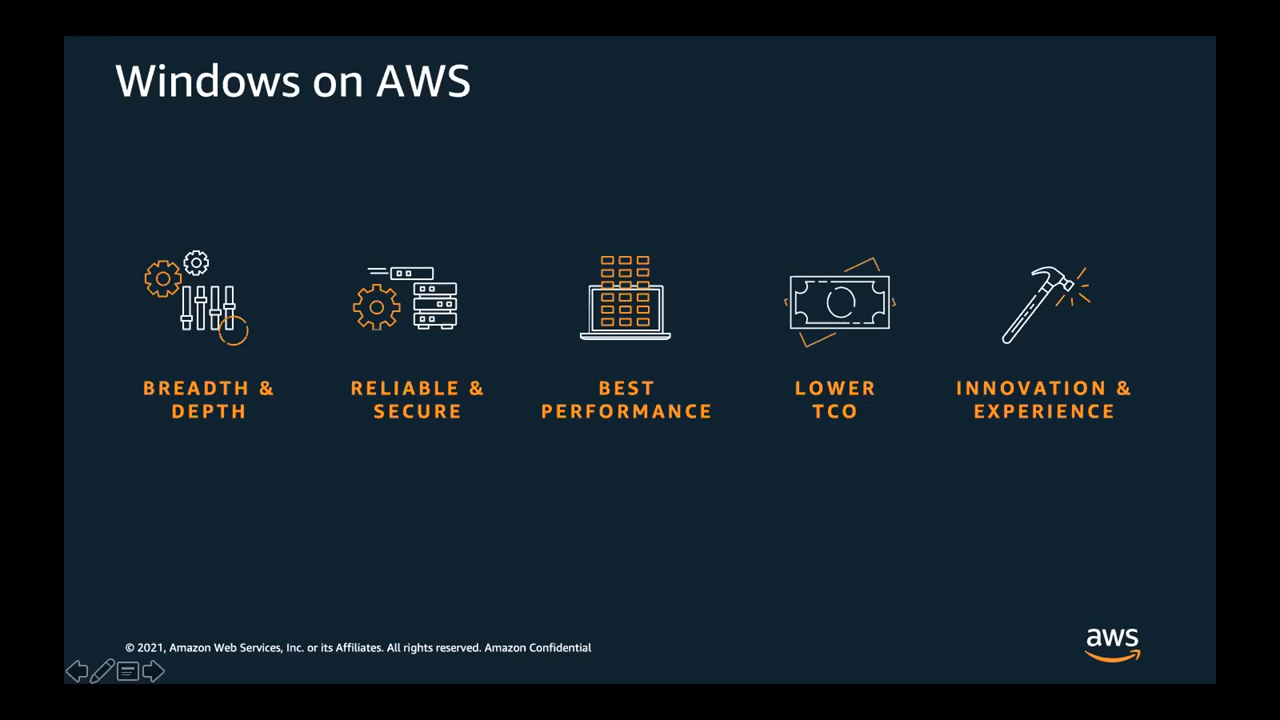 Windows on AWS
BREADTH &
DEPTH
RELIABLE &
SECURE
BEST
PERFORMANCE
LOWER
TCO
INNOVATION &
EXPERIENCE
© 2021, Amazon Web Services, Inc. or its Affiliates. All rights reserved. Amazon Confidential
aws